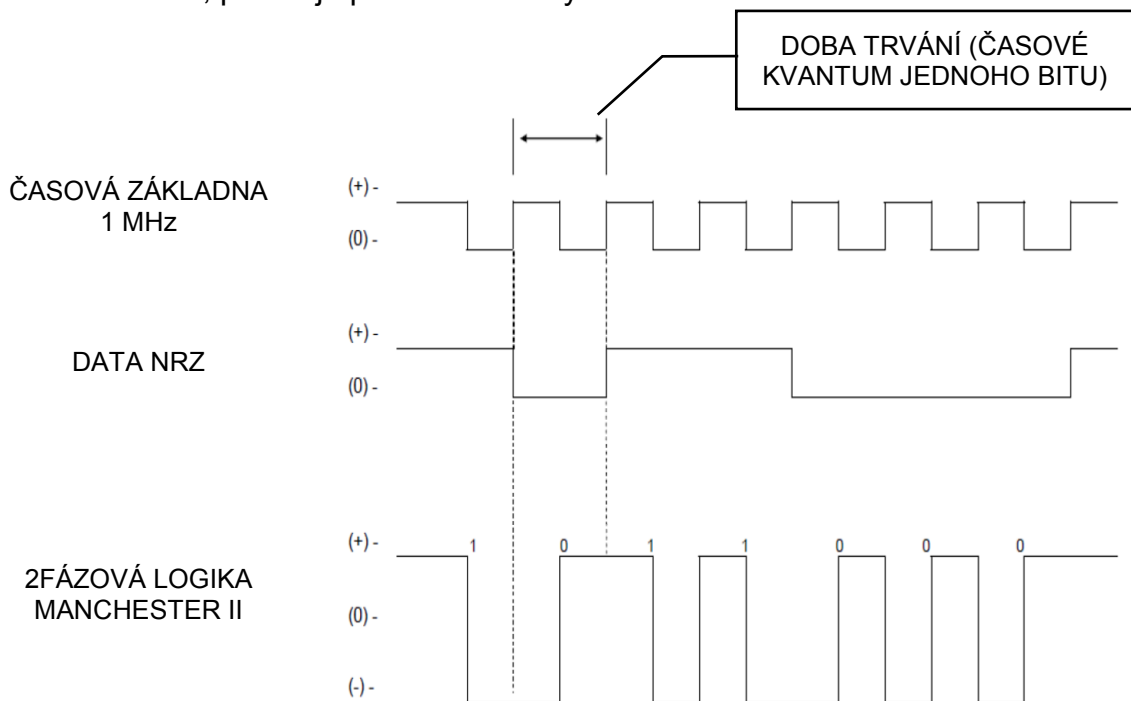 DOBA TRVÁNÍ (ČASOVÉ
KVANTUM JEDNOHO BITU)
ČASOVÁ ZÁKLADNA
1 MHz
(+) -
(0) -
DATA NRZ
(+) -
(0) -
2FÁZOVÁ LOGIKA
MANCHESTER II
(+) -
(0) -
(-) -
1 0 1 1 0 0 0